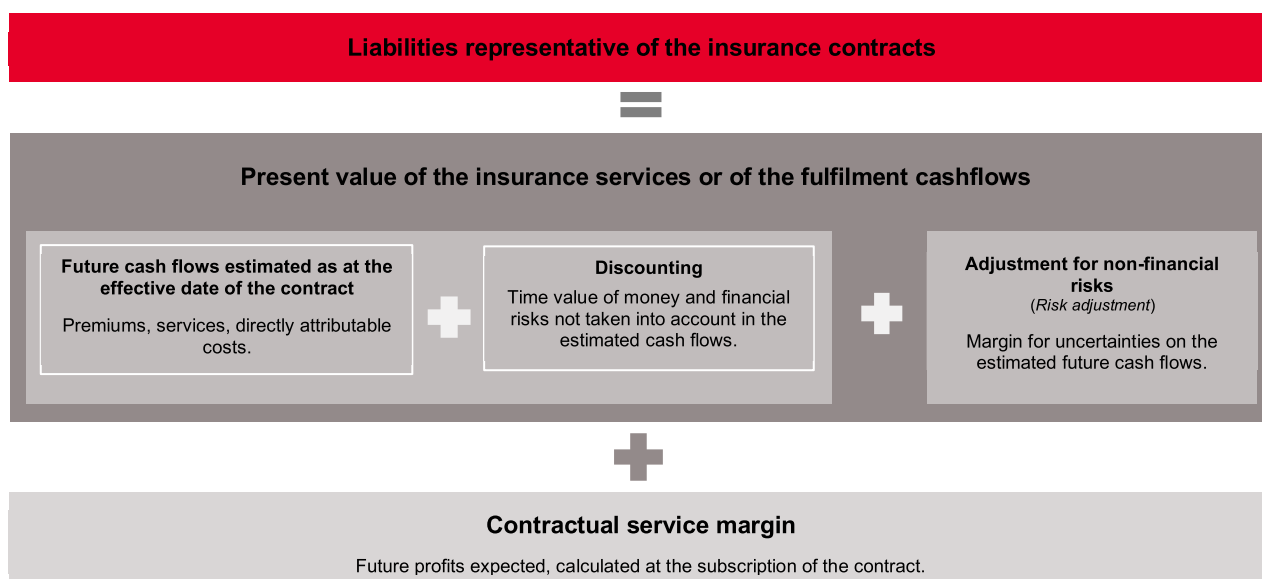 Liabilities representative of the insurance contracts
Present value of the insurance services or of the fulfilment cashflows
Future cash flows estimated as at the
effective date of the contract
Premiums, services, directly attributable
costs.
Discounting
Time value of money and financial
risks not taken into account in the
estimated cash flows.
Adjustment for non-financial
risks
(Risk adjustment)
Margin for uncertainties on the
estimated future cash flows.
Contractual service margin
Future profits expected, calculated at the subscription of the contract.